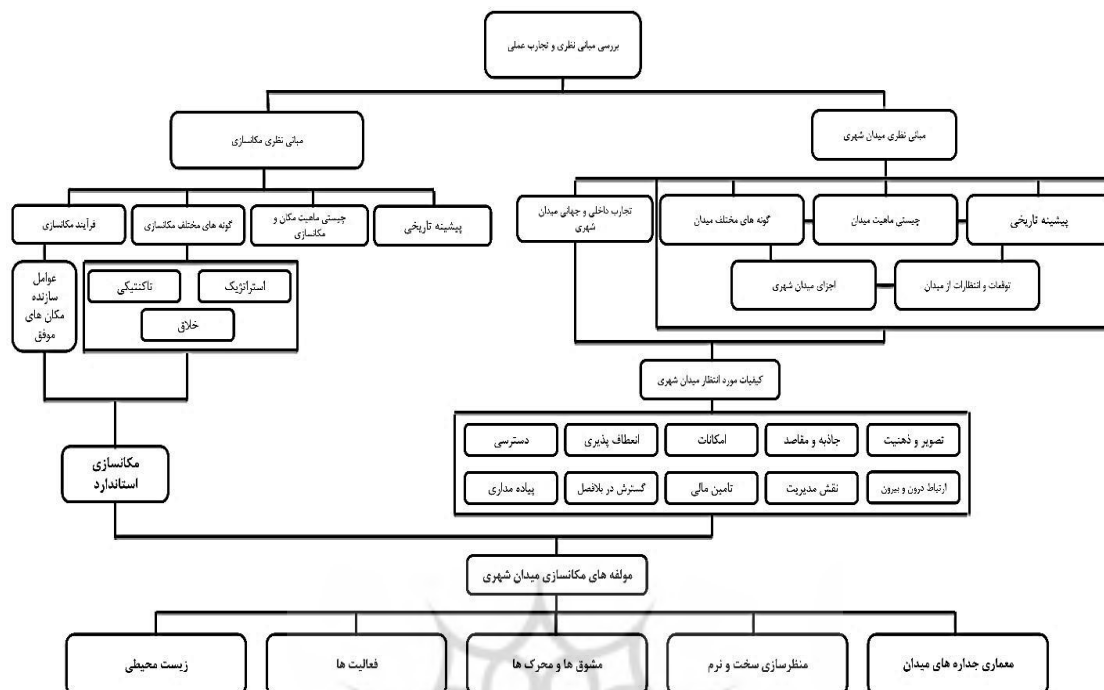 بررسی مبانی نظری و تجارب عملی
مبانی نظری میدان شهری
مبانی نظری مکانسازی
پیشینه تاریخی
چیستی ماهیت میدان
گونه های مختلف میدان
تجارب داخلی و جهانی میدان
شهری
توقعات و انتظارات از میدان
اجزای میدان شهری
پیشینه تاریخی
چیستی ماهیت مکان و
مکانسازی
گونه های مختلف مکانسازی
فرآیند مکانسازی
استراتژیک
تاکنتیکی
خلاق
عوامل
سازنده
مکان های
موفق
کیفیات مورد انتظار میدان شهری
تصویر و ذهنیت
جاذبه و مقاصد
امکانات
انعطاف پذیری
دسترسی
ارتباط درون و بیرون
نقش مدیریت
تامین مالی
گسترش در بلافصل
پیاده مداری
مکانسازی
استاندارد
مولفه های مکانسازی میدان شهری
معماری جداره های میدان
منظرسازی سخت و نرم
مشوق ها و محرک ها
فعالیت ها
زیست محیطی